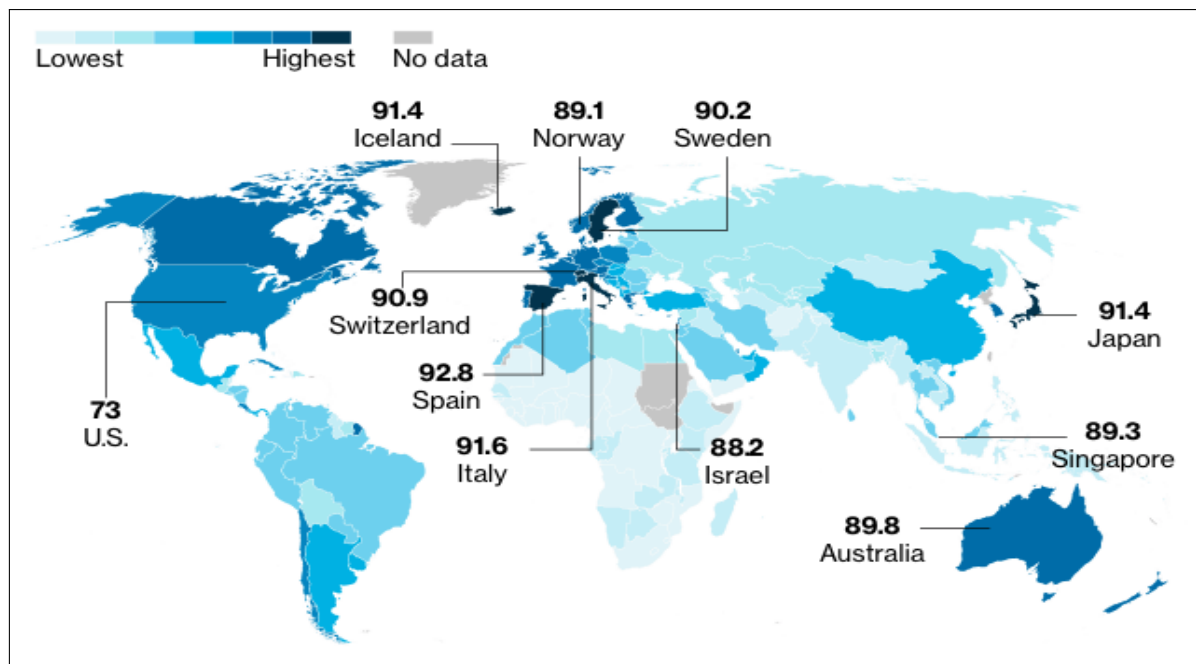 Lowest Highest No data
91.4
Iceland
89.1
Norway
90.2
Sweden
90.9
Switzerland
91.4
Japan
92.8
Spain
73
U.S.
91.6
Italy
88.2
Israel
89.3
Singapore
89.8
Australia